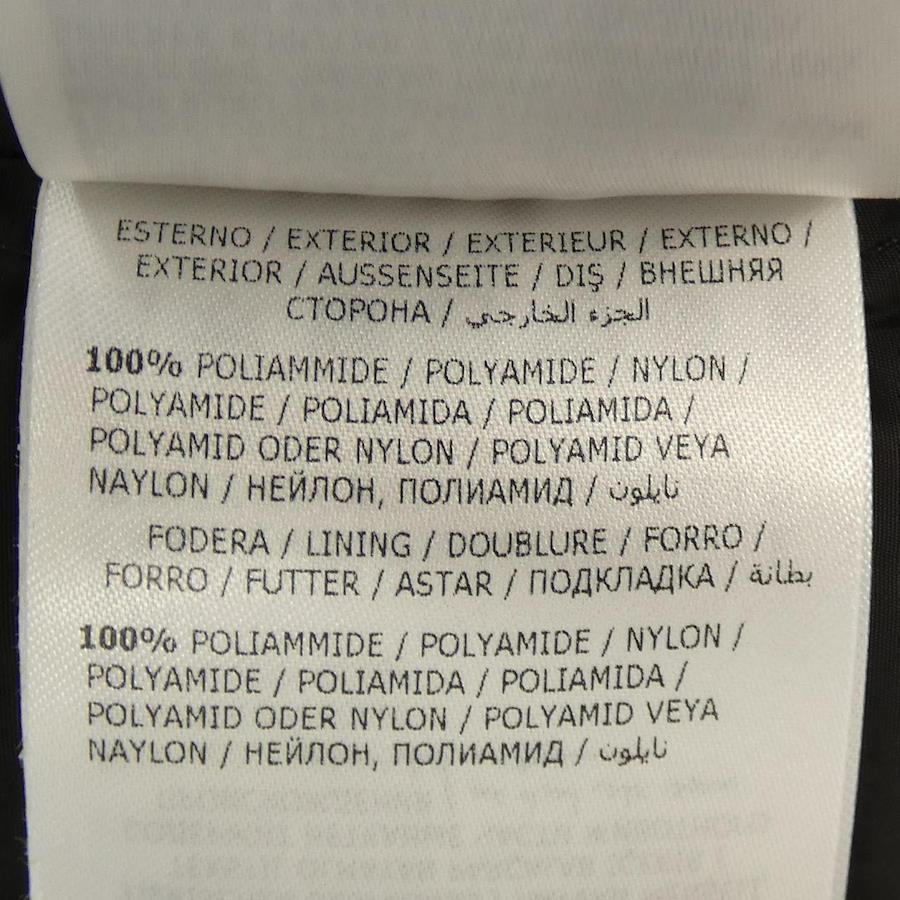 ESTERNO / EXTERIOR / EXTERIEUR / EXTERNO /
EXTERIOR / AUSSENSEITE / DIŞ / ВНЕШНЯЯ
СТОРОНА / الجزء الخارجي
100% POLIAMMIDE / POLYAMIDE / NYLON /
POLYAMIDE / POLIAMIDA / POLIAMIDA /
POLYAMID ODER NYLON / POLYAMID VEYA
NAYLON / НЕЙЛОН, ПОЛИАМИД / نايلون
FODERA / LINING / DOUBLURE / FORRO /
FORRO / FUTTER / ASTAR / ПОДКЛАДКА / بطانة
100% POLIAMMIDE / POLYAMIDE / NYLON /
POLYAMIDE / POLIAMIDA / POLIAMIDA /
POLYAMID ODER NYLON / POLYAMID VEYA
NAYLON / НЕЙЛОН, ПОЛИАМИД / نايلون